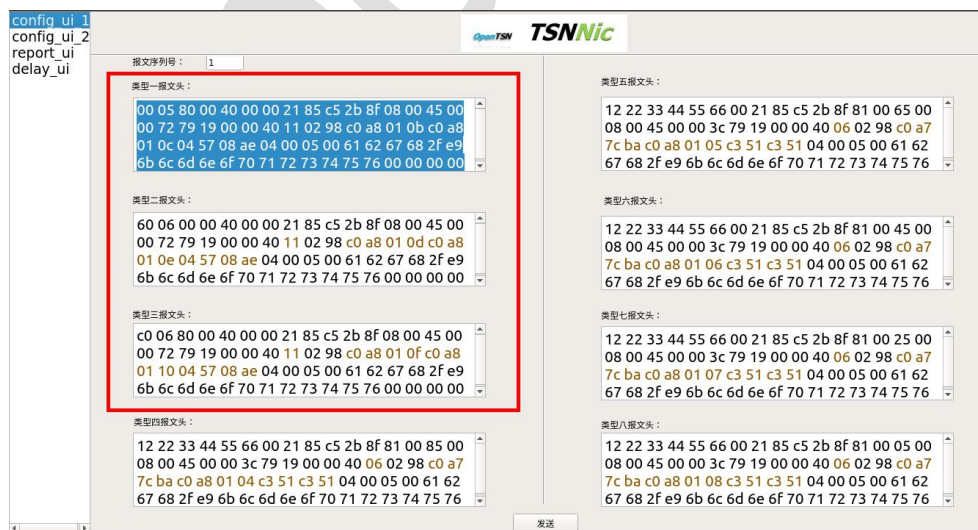 config_ui_1
config_ui_2
report_ui
delay_ui
OpenTSN TSNNic
报文序列号： 1
类型一报文头：
00 05 80 00 40 00 00 21 85 c5 2b 8f 08 00 45 00
00 72 79 19 00 00 40 11 02 98 c0 a8 01 0b c0 a8
01 0c 04 57 08 ae 04 00 05 00 61 62 67 68 2f e9
6b 6c 6d 6e 6f 70 71 72 73 74 75 76 00 00 00 00
类型二报文头：
60 06 00 00 40 00 00 21 85 c5 2b 8f 08 00 45 00
00 72 79 19 00 00 40 11 02 98 c0 a8 01 0d c0 a8
01 0e 04 57 08 ae 04 00 05 00 61 62 67 68 2f e9
6b 6c 6d 6e 6f 70 71 72 73 74 75 76 00 00 00 00
类型三报文头：
c0 06 80 00 40 00 00 21 85 c5 2b 8f 08 00 45 00
00 72 79 19 00 00 40 11 02 98 c0 a8 01 0f c0 a8
01 10 04 57 08 ae 04 00 05 00 61 62 67 68 2f e9
6b 6c 6d 6e 6f 70 71 72 73 74 75 76 00 00 00 00
类型四报文头：
12 22 33 44 55 66 00 21 85 c5 2b 8f 81 00 85 00
08 00 45 00 00 3c 79 19 00 00 40 06 02 98 c0 a7
7c ba c0 a8 01 04 c3 51 c3 51 04 00 05 00 61 62
67 68 2f e9 6b 6c 6d 6e 6f 70 71 72 73 74 75 76
类型五报文头：
12 22 33 44 55 66 00 21 85 c5 2b 8f 81 00 65 00
08 00 45 00 00 3c 79 19 00 00 40 06 02 98 c0 a7
7c ba c0 a8 01 05 c3 51 c3 51 04 00 05 00 61 62
67 68 2f e9 6b 6c 6d 6e 6f 70 71 72 73 74 75 76
类型六报文头：
12 22 33 44 55 66 00 21 85 c5 2b 8f 81 00 45 00
08 00 45 00 00 3c 79 19 00 00 40 06 02 98 c0 a7
7c ba c0 a8 01 06 c3 51 c3 51 04 00 05 00 61 62
67 68 2f e9 6b 6c 6d 6e 6f 70 71 72 73 74 75 76
类型七报文头：
12 22 33 44 55 66 00 21 85 c5 2b 8f 81 00 25 00
08 00 45 00 00 3c 79 19 00 00 40 06 02 98 c0 a7
7c ba c0 a8 01 07 c3 51 c3 51 04 00 05 00 61 62
67 68 2f e9 6b 6c 6d 6e 6f 70 71 72 73 74 75 76
类型八报文头：
12 22 33 44 55 66 00 21 85 c5 2b 8f 81 00 05 00
08 00 45 00 00 3c 79 19 00 00 40 06 02 98 c0 a7
7c ba c0 a8 01 08 c3 51 c3 51 04 00 05 00 61 62
67 68 2f e9 6b 6c 6d 6e 6f 70 71 72 73 74 75 76
发送